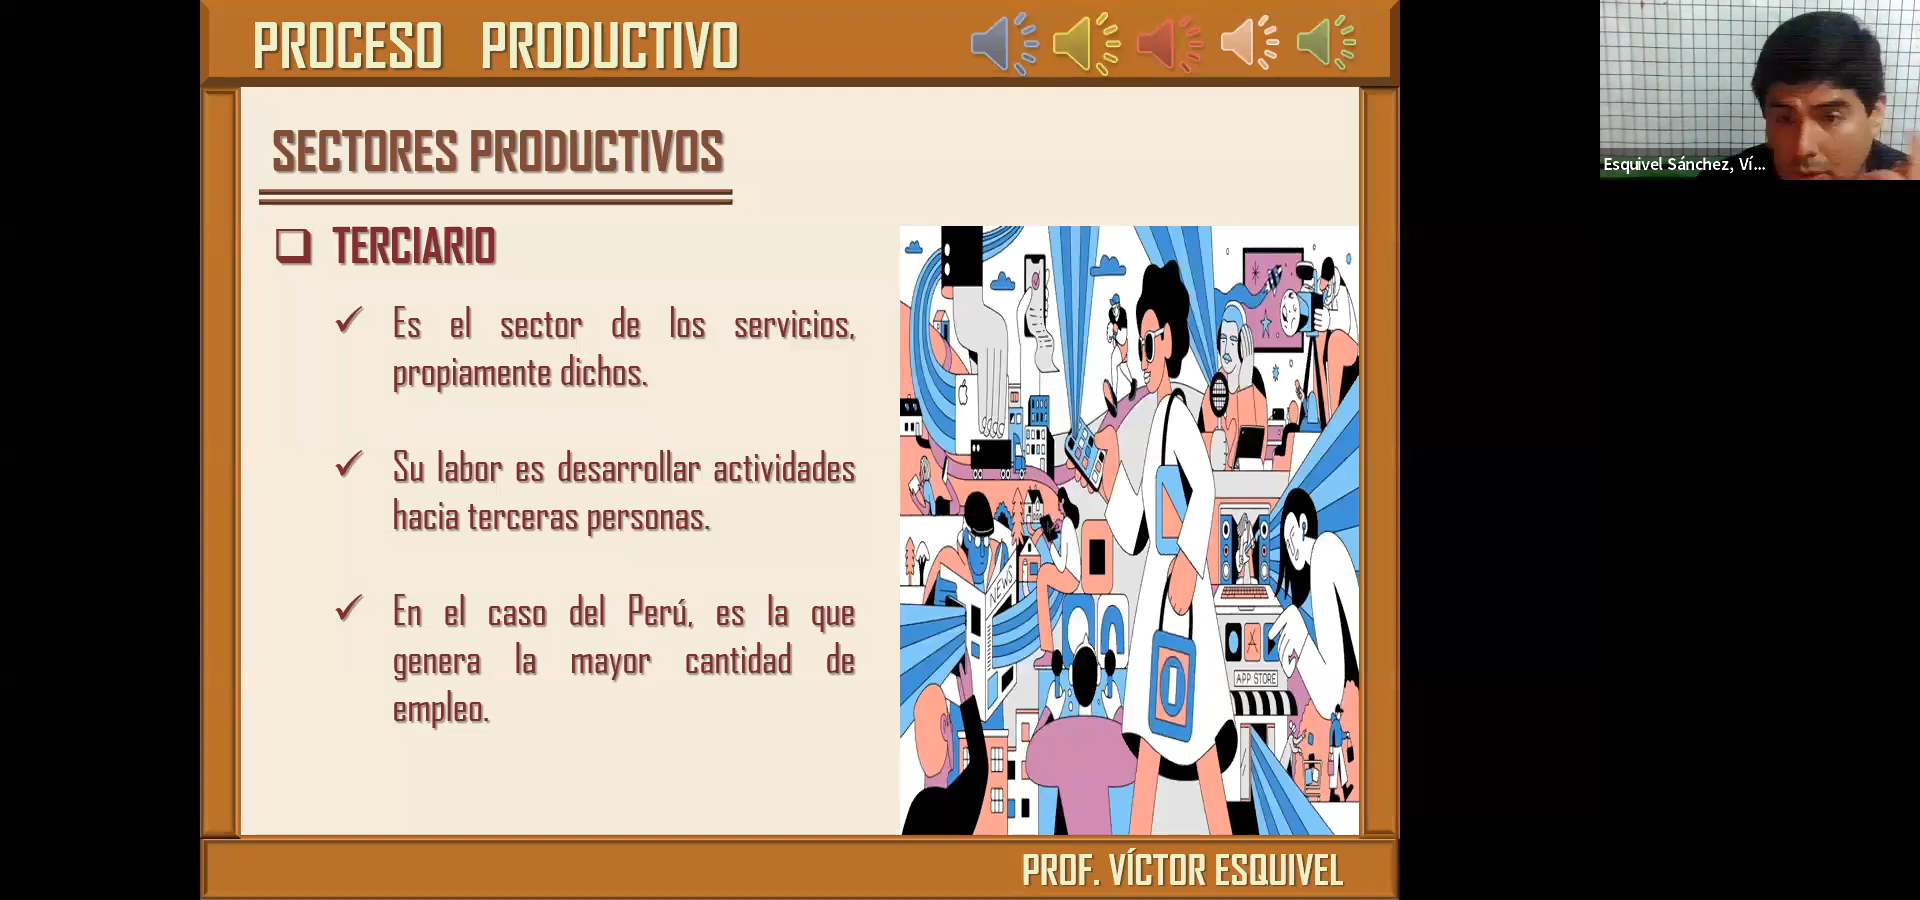 PROCESO PRODUCTIVO
Esquivel Sánchez, Ví...
SECTORES PRODUCTIVOS
TERCIARIO
Es el sector de los servicios,
propiamente dichos.
Su labor es desarrollar actividades
hacia terceras personas.
En el caso del Perú, es la que
genera la mayor cantidad de
empleo.
NEWS
APP STORE
PROF. VÍCTOR ESQUIVEL